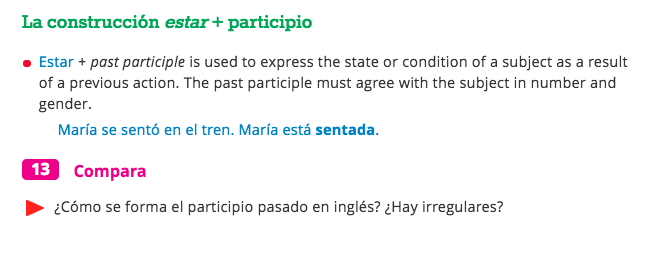 La construcción estar + participio
Estar + past participle is used to express the state or condition of a subject as a result
of a previous action. The past participle must agree with the subject in number and
gender.
María se sentó en el tren. María está sentada.
13 Compara
¿Cómo se forma el participio pasado en inglés? ¿Hay irregulares?